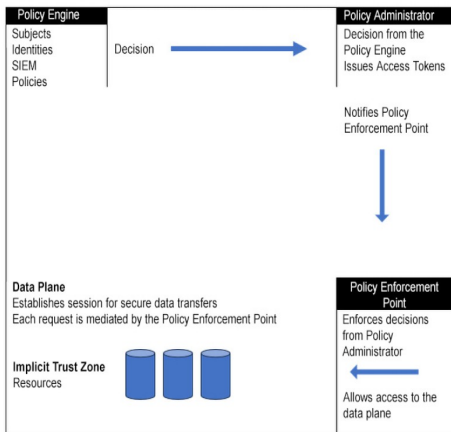 Policy Engine
Subjects
Identities
SIEM
Policies
Decision
Policy Administrator
Decision from the
Policy Engine
Issues Access Tokens
Notifies Policy
Enforcement Point
Data Plane
Establishes session for secure data transfers
Each request is mediated by the Policy Enforcement Point
Implicit Trust Zone
Resources
Policy Enforcement
Point
Enforces decisions
from Policy
Administrator
Allows access to the
data plane